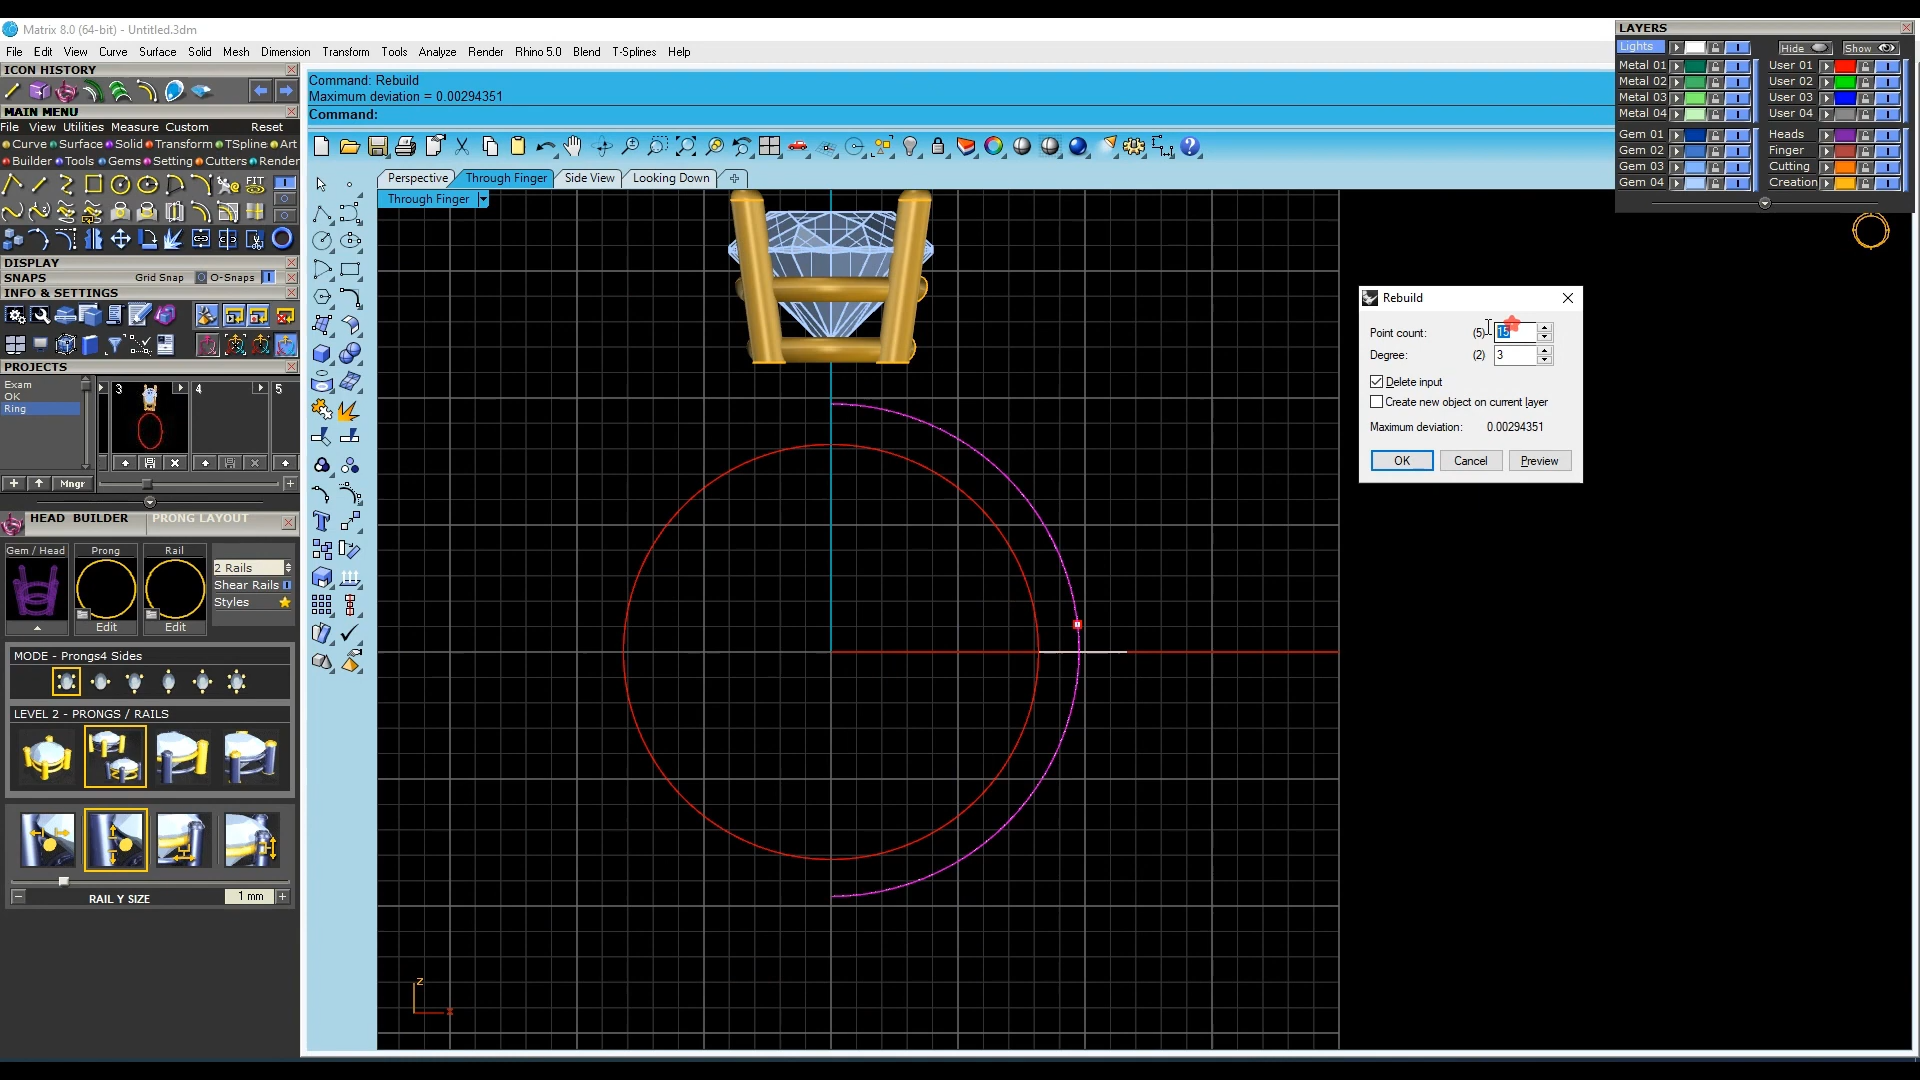 Matrix 8.0 (64-bit) - Untitled.3dm
File Edit View Curve Surface Solid Mesh Dimension Transform Tools Analyze Render Rhino 5.0 Blend T-Splines Help
ICON HISTORY
MAIN MENU
File View Utilities Measure Custom Reset
Curve Surface Solid Transform TSpline Art
Builder Tools Gems Setting Cutters Render
FIT
DISPLAY
SNAPS Grid Snap O-Snaps
INFO & SETTINGS
PROJECTS
Exam
OK
Ring
3 4 5
Mngr
HEAD BUILDER PRONG LAYOUT
Gem / Head Prong Rail
2 Rails
Shear Rails
Styles
Edit Edit
MODE - Prongs4 Sides
LEVEL 2 - PRONGS / RAILS
RAIL Y SIZE 1 mm
Command: Rebuild
Maximum deviation = 0.00294351
Command:
Perspective Through Finger Side View Looking Down
Through Finger
z
x
Rebuild
Point count: (5) 15
Degree: (2) 3
Delete input
Create new object on current layer
Maximum deviation: 0.00294351
OK Cancel Preview
LAYERS
Lights Hide Show
Metal 01 User 01
Metal 02 User 02
Metal 03 User 03
Metal 04 User 04
Gem 01 Heads
Gem 02 Finger
Gem 03 Cutting
Gem 04 Creation